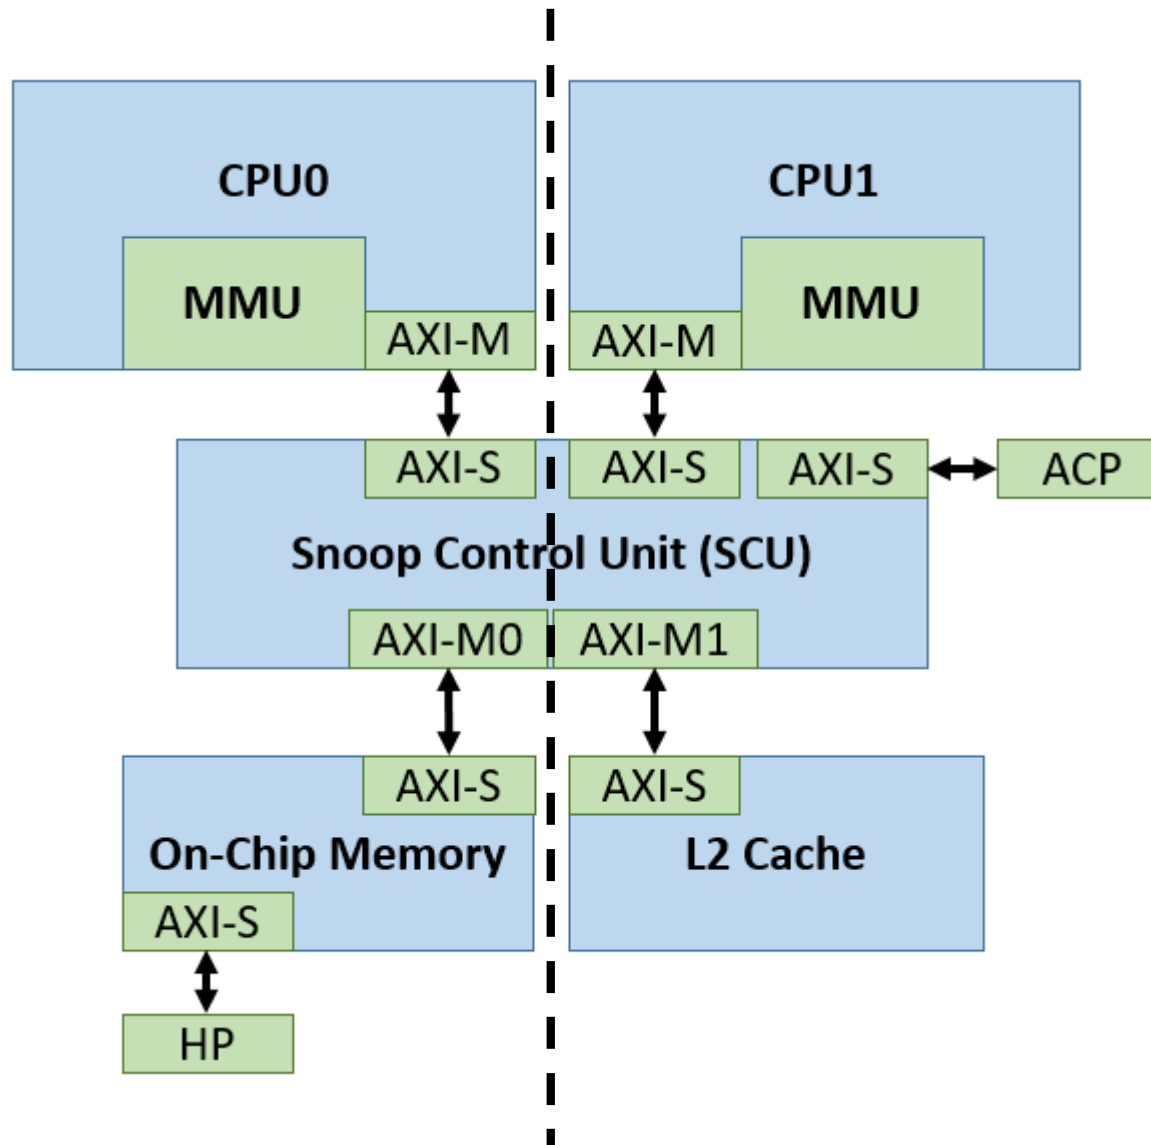 CPU0
CPU1
MMU
AXI-M
AXI-M
MMU
AXI-S
AXI-S
AXI-S
ACP
Snoop Control Unit (SCU)
AXI-M0
AXI-M1
AXI-S
AXI-S
On-Chip Memory
L2 Cache
AXI-S
HP